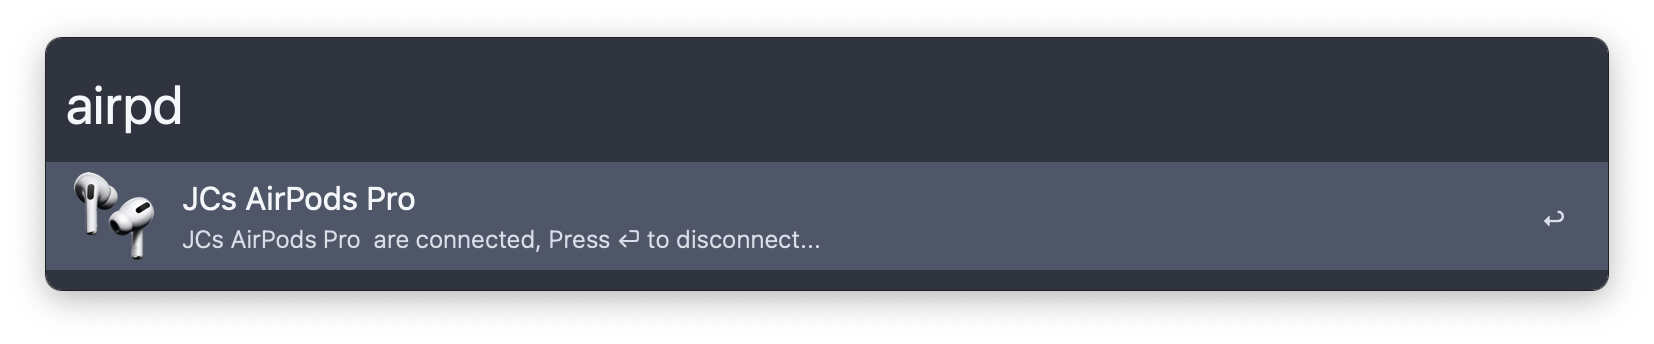 airpd
JCs AirPods Pro
JCs AirPods Pro  are connected, Press ↩ to disconnect...
↩